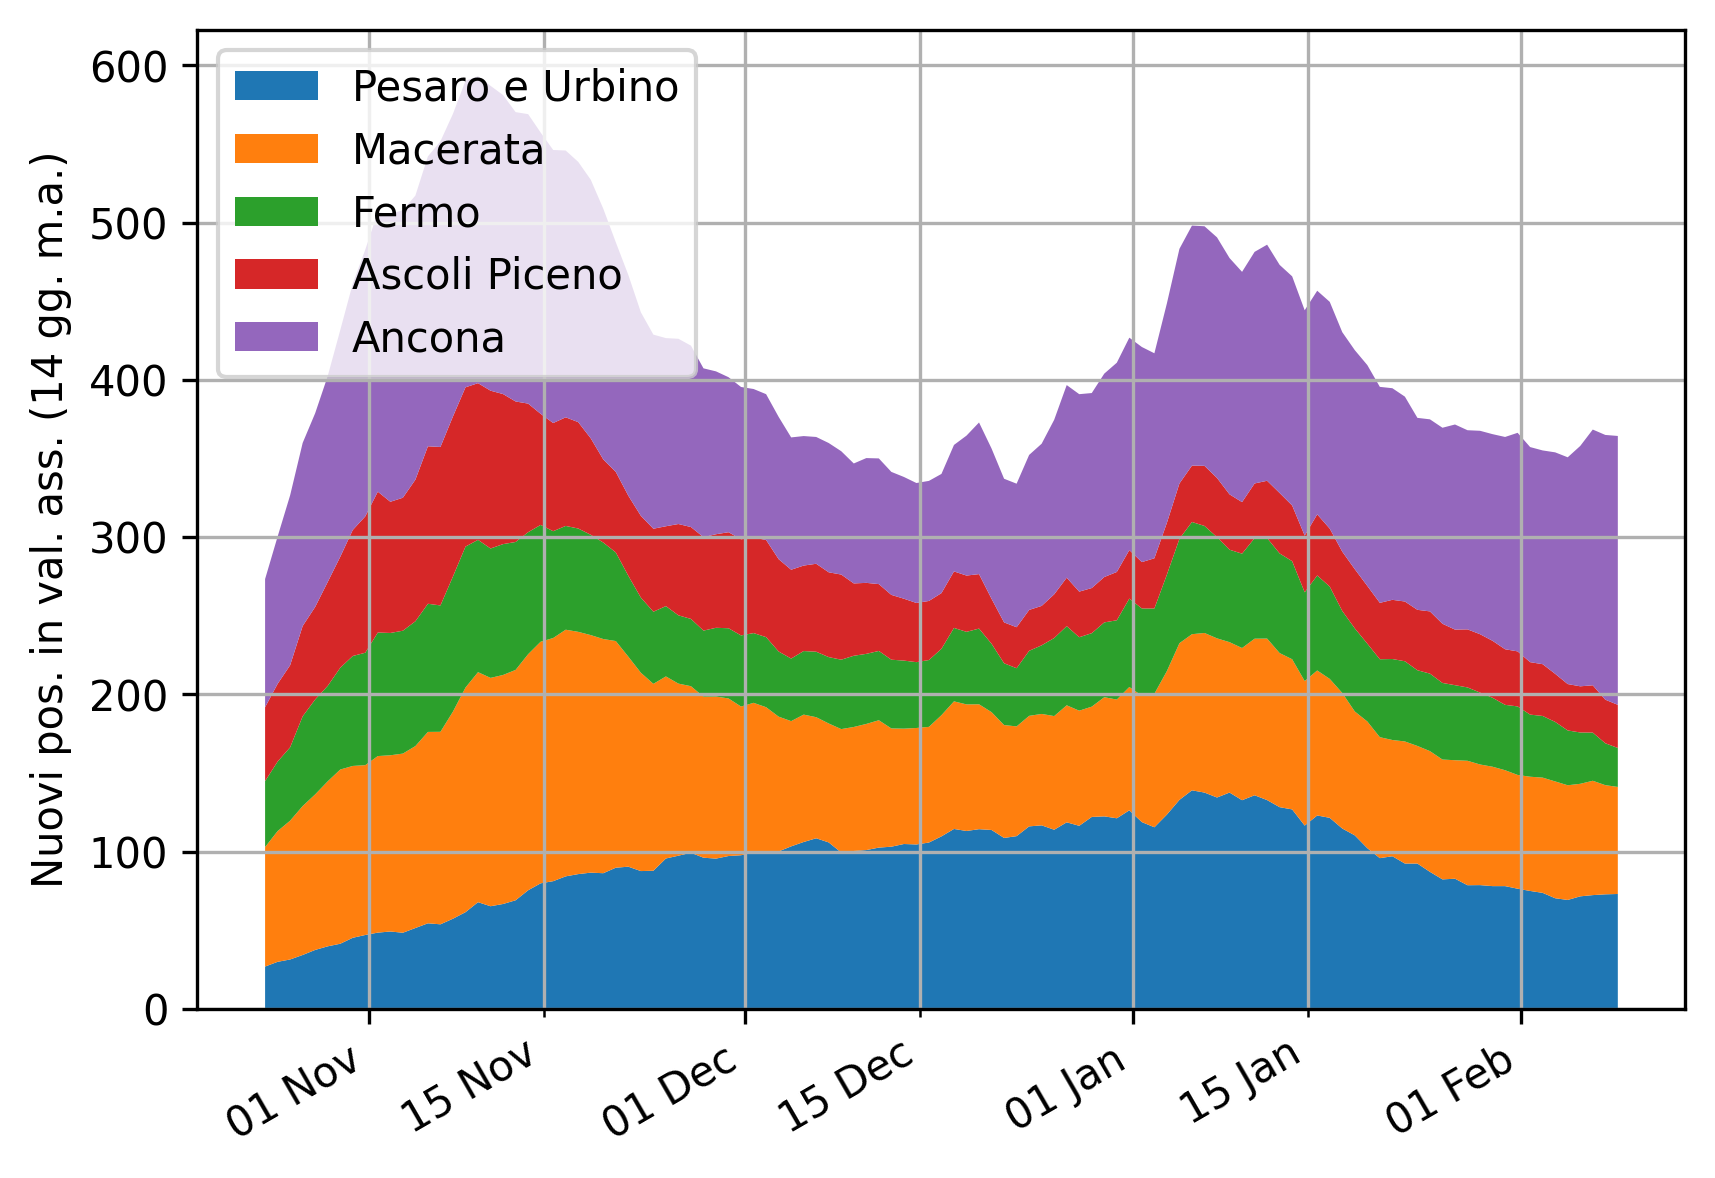 Nuovi pos. in val. ass. (14 gg. m.a.)
600
500
400
300
200
100
0
Pesaro e Urbino
Macerata
Fermo
Ascoli Piceno
Ancona
01 Nov
15 Nov
01 Dec
15 Dec
01 Jan
15 Jan
01 Feb